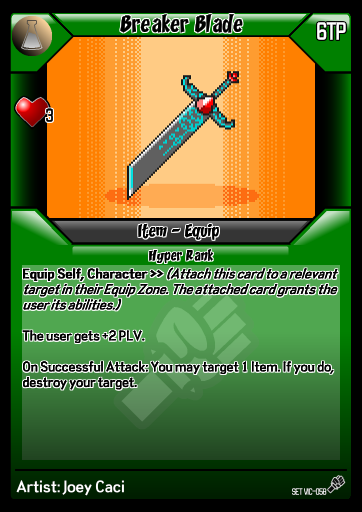 Breaker Blade
6TP
3
Item - Equip
Hyper Rank
Equip Self, Character >> (Attach this card to a relevant
target in their Equip Zone. The attached card grants the
user its abilities.)
The user gets +2 PLV.
On Successful Attack: You may target 1 Item. If you do,
destroy your target.
Artist: Joey Caci
SET VIC-058